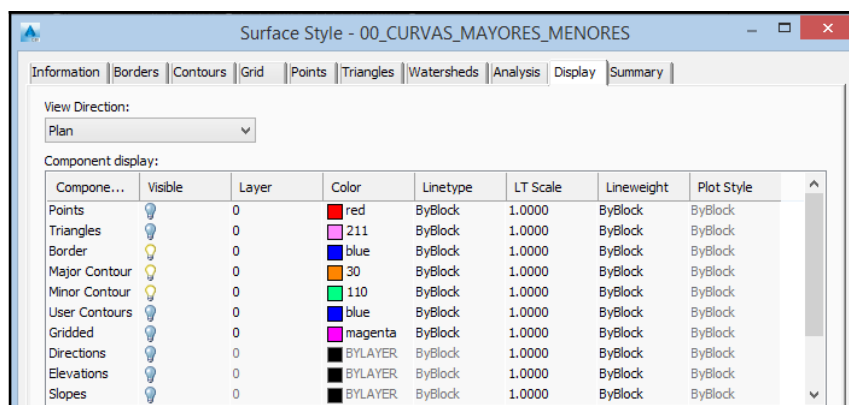 Surface Style - 00_CURVAS_MAYORES_MENORES
Information Borders Contours Grid Points Triangles Watersheds Analysis Display Summary
View Direction:
Plan
Component display:
Compone... Visible Layer Color Linetype LT Scale Lineweight Plot Style
Points 0 red ByBlock 1.0000 ByBlock ByBlock
Triangles 0 211 ByBlock 1.0000 ByBlock ByBlock
Border 0 blue ByBlock 1.0000 ByBlock ByBlock
Major Contour 0 30 ByBlock 1.0000 ByBlock ByBlock
Minor Contour 0 110 ByBlock 1.0000 ByBlock ByBlock
User Contours 0 blue ByBlock 1.0000 ByBlock ByBlock
Gridded 0 magenta ByBlock 1.0000 ByBlock ByBlock
Directions 0 BYLAYER ByBlock 1.0000 ByBlock ByBlock
Elevations 0 BYLAYER ByBlock 1.0000 ByBlock ByBlock
Slopes 0 BYLAYER ByBlock 1.0000 ByBlock ByBlock